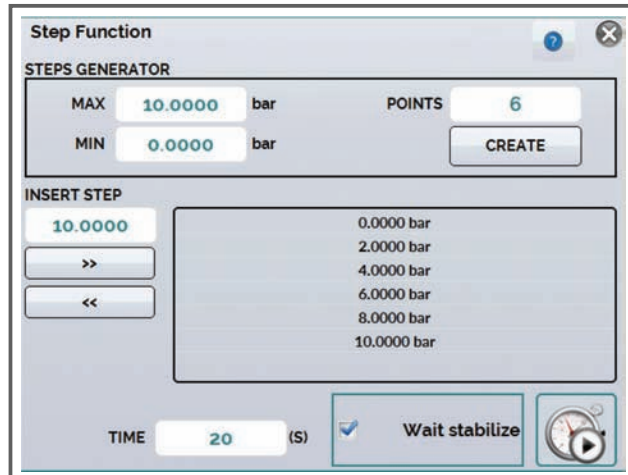 Step Function
?
STEPS GENERATOR
MAX 10.0000 bar POINTS 6
MIN 0.0000 bar CREATE
INSERT STEP
10.0000
>>
<<
0.0000 bar
2.0000 bar
4.0000 bar
6.0000 bar
8.0000 bar
10.0000 bar
TIME 20 (S) Wait stabilize